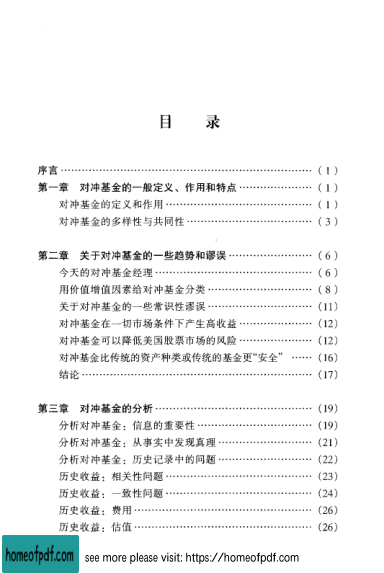 目 录
序言 ……………………………………………………………… ( 1 )
第一章 对冲基金的一般定义、作用和特点 ………………… ( 1 )
对冲基金的定义和作用 …………………………………… ( 1 )
对冲基金的多样性与共同性 ……………………………… ( 3 )
第二章 关于对冲基金的一些趋势和谬误 …………………… ( 6 )
今天的对冲基金经理 ……………………………………… ( 6 )
用价值增值因素给对冲基金分类 ………………………… ( 8 )
关于对冲基金的一些常识性谬误 ………………………… (11)
对冲基金在一切市场条件下产生高收益 ………………… (12)
对冲基金可以降低美国股票市场的风险 ………………… (12)
对冲基金比传统的资产种类或传统的基金更“安全” …… (16)
结论 ………………………………………………………… (17)
第三章 对冲基金的分析 ……………………………………… (19)
分析对冲基金：信息的重要性 …………………………… (19)
分析对冲基金：从事实中发现真理 ……………………… (21)
分析对冲基金：历史记录中的问题 ……………………… (22)
历史收益：相关性问题 …………………………………… (23)
历史收益：一致性问题 …………………………………… (24)
历史收益：费用 …………………………………………… (26)
历史收益：估值 …………………………………………… (26)
homeofpdf.com see more please visit: https://homeofpdf.com